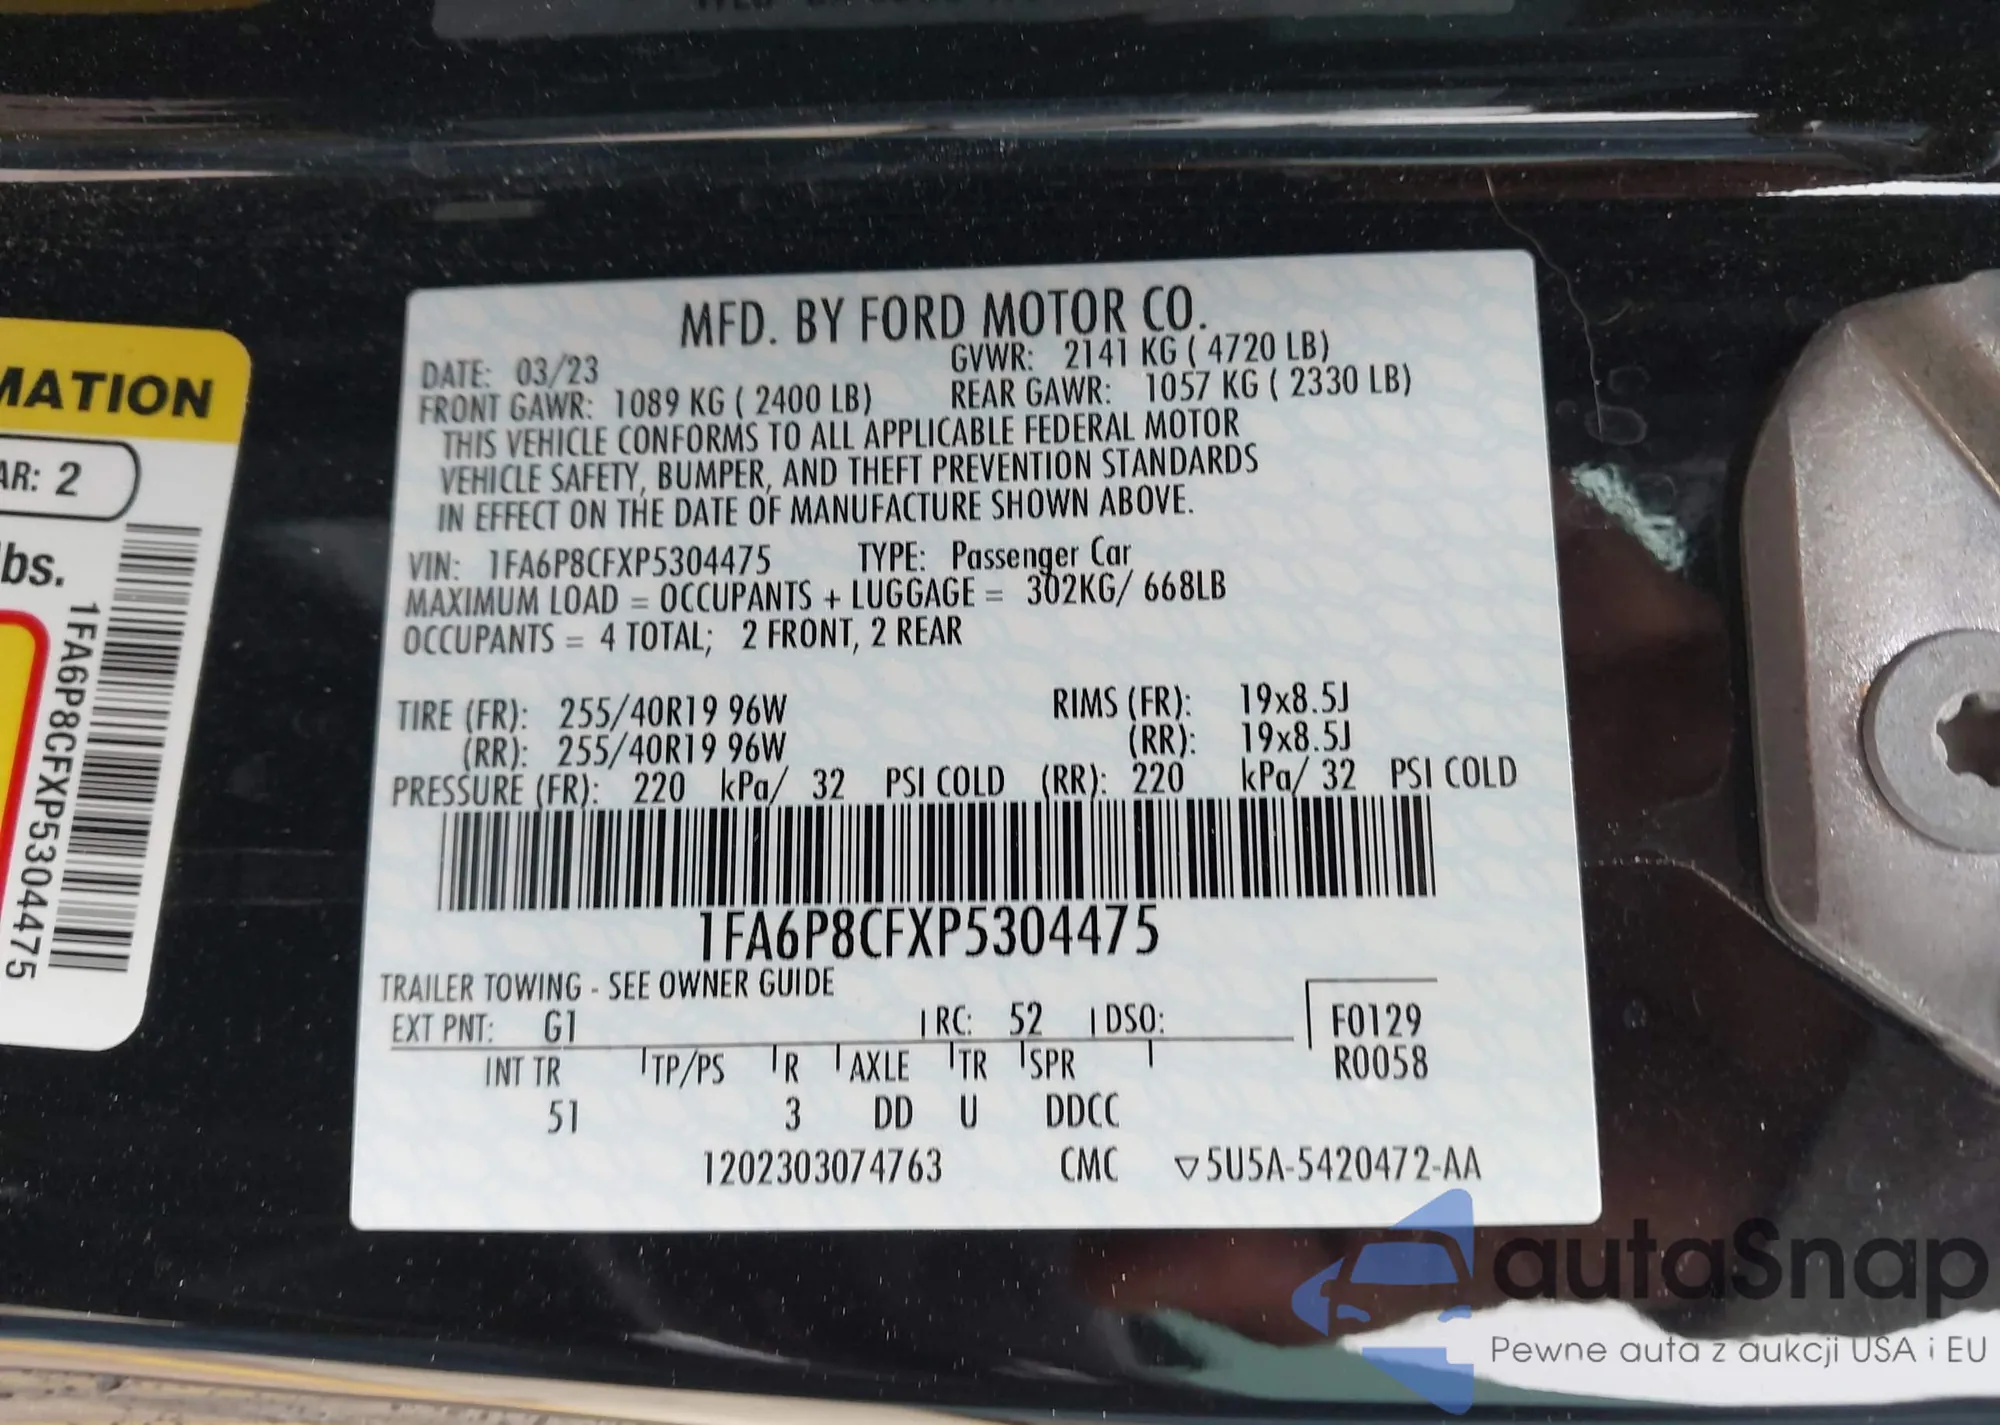 MATION
AR: 2
lbs.
1FA6P8CFXP5304475
MFD. BY FORD MOTOR CO.
DATE: 03/23 GVWR: 2141 KG ( 4720 LB)
FRONT GAWR: 1089 KG ( 2400 LB) REAR GAWR: 1057 KG ( 2330 LB)
THIS VEHICLE CONFORMS TO ALL APPLICABLE FEDERAL MOTOR
VEHICLE SAFETY, BUMPER, AND THEFT PREVENTION STANDARDS
IN EFFECT ON THE DATE OF MANUFACTURE SHOWN ABOVE.
VIN: 1FA6P8CFXP5304475 TYPE: Passenger Car
MAXIMUM LOAD = OCCUPANTS + LUGGAGE = 302KG/ 668LB
OCCUPANTS = 4 TOTAL; 2 FRONT, 2 REAR
TIRE (FR): 255/40R19 96W RIMS (FR): 19x8.5J
(RR): 255/40R19 96W (RR): 19x8.5J
PRESSURE (FR): 220 kPa/ 32 PSI COLD (RR): 220 kPa/ 32 PSI COLD
1FA6P8CFXP5304475
TRAILER TOWING - SEE OWNER GUIDE
EXT PNT: G1 RC: 52 DSO: F0129
INT TR TP/PS R AXLE TR SPR R0058
51 3 DD U DDCC
1202303074763 CMC ▽5U5A-5420472-AA
autaSnap
Pewne auta z aukcji USA i EU